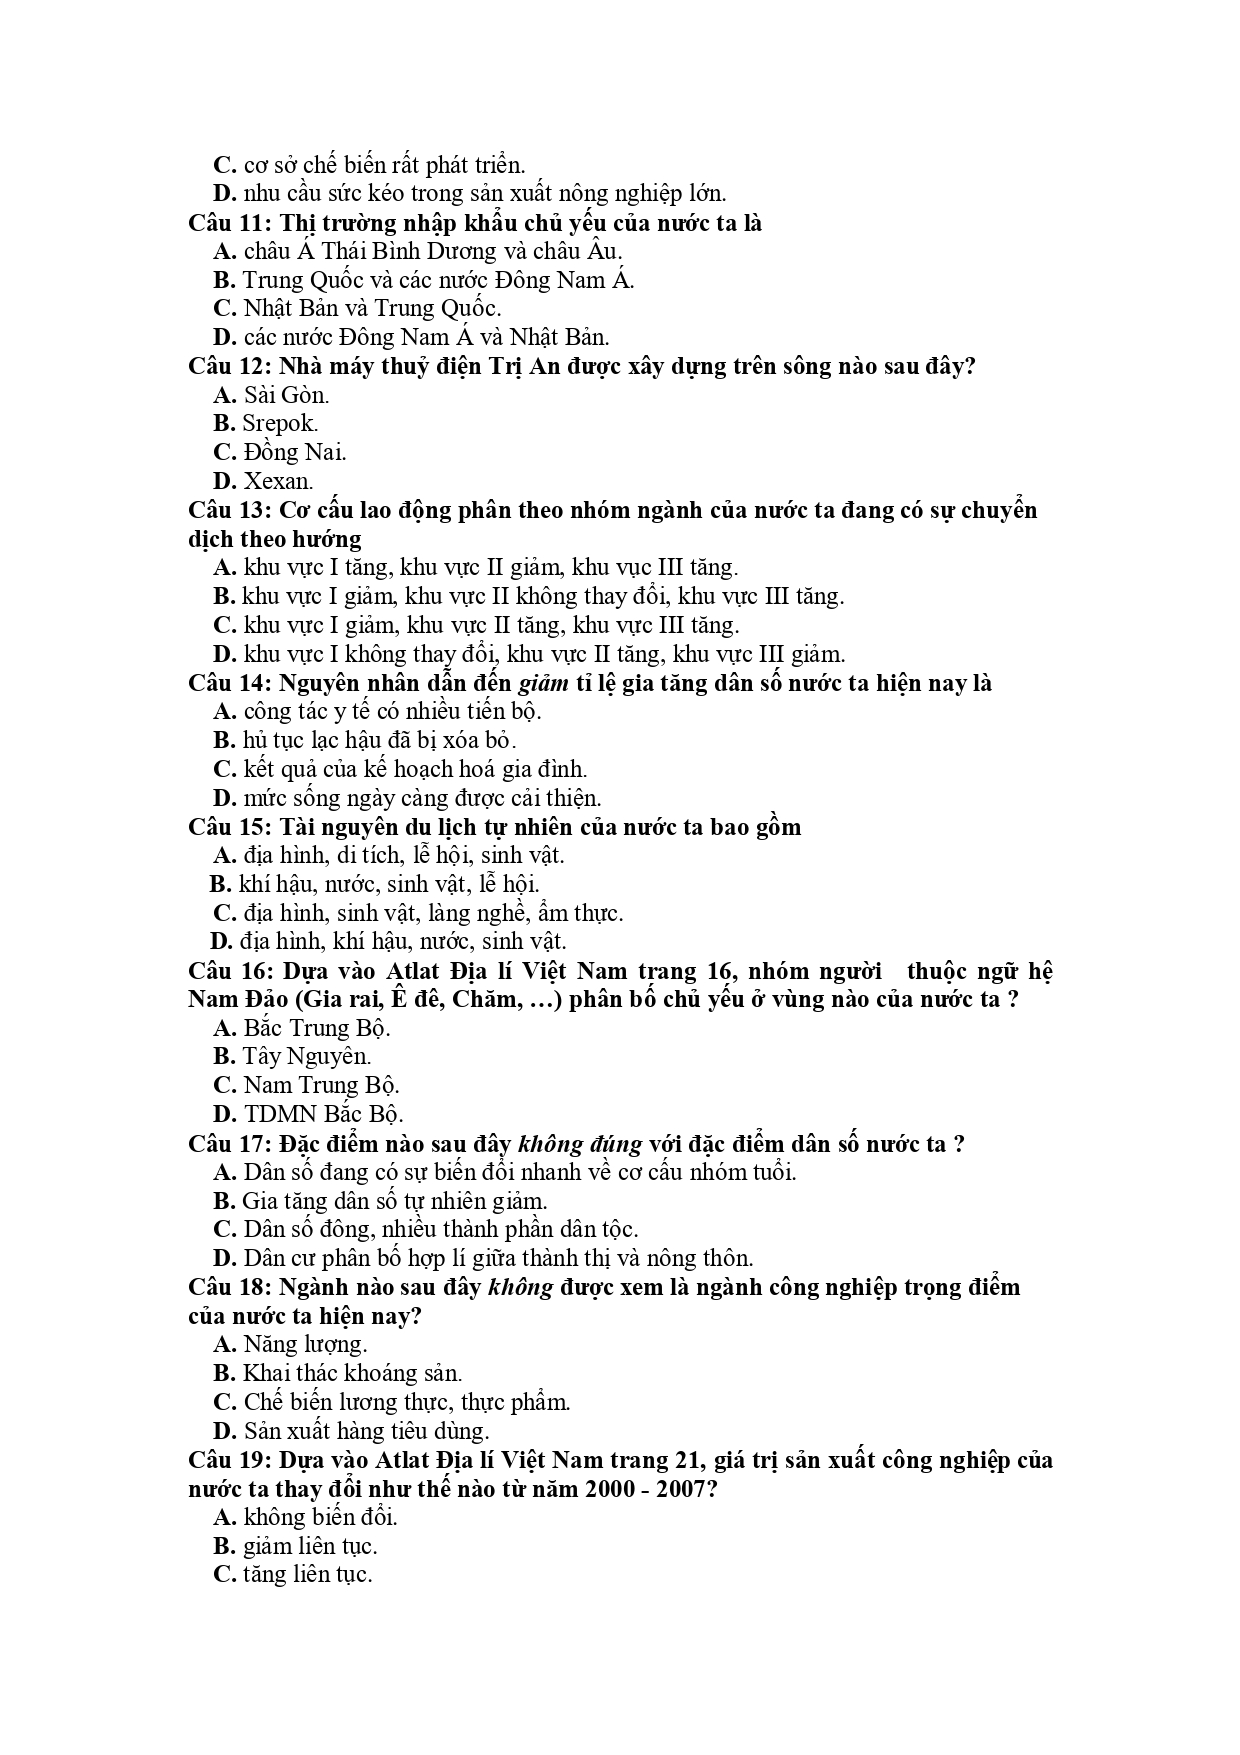 C. cơ sở chế biến rất phát triển.
D. nhu cầu sức kéo trong sản xuất nông nghiệp lớn.
Câu 11: Thị trường nhập khẩu chủ yếu của nước ta là
A. châu Á Thái Bình Dương và châu Âu.
B. Trung Quốc và các nước Đông Nam Á.
C. Nhật Bản và Trung Quốc.
D. các nước Đông Nam Á và Nhật Bản.
Câu 12: Nhà máy thuỷ điện Trị An được xây dựng trên sông nào sau đây?
A. Sài Gòn.
B. Srepok.
C. Đồng Nai.
D. Xexan.
Câu 13: Cơ cấu lao động phân theo nhóm ngành của nước ta đang có sự chuyển
dịch theo hướng
A. khu vực I tăng, khu vực II giảm, khu vục III tăng.
B. khu vực I giảm, khu vực II không thay đổi, khu vực III tăng.
C. khu vực I giảm, khu vực II tăng, khu vực III tăng.
D. khu vực I không thay đổi, khu vực II tăng, khu vực III giảm.
Câu 14: Nguyên nhân dẫn đến giảm tỉ lệ gia tăng dân số nước ta hiện nay là
A. công tác y tế có nhiều tiến bộ.
B. hủ tục lạc hậu đã bị xóa bỏ.
C. kết quả của kế hoạch hoá gia đình.
D. mức sống ngày càng được cải thiện.
Câu 15: Tài nguyên du lịch tự nhiên của nước ta bao gồm
A. địa hình, di tích, lễ hội, sinh vật.
B. khí hậu, nước, sinh vật, lễ hội.
C. địa hình, sinh vật, làng nghề, ẩm thực.
D. địa hình, khí hậu, nước, sinh vật.
Câu 16: Dựa vào Atlat Địa lí Việt Nam trang 16, nhóm người thuộc ngữ hệ
Nam Đảo (Gia rai, Ê đê, Chăm, …) phân bố chủ yếu ở vùng nào của nước ta ?
A. Bắc Trung Bộ.
B. Tây Nguyên.
C. Nam Trung Bộ.
D. TDMN Bắc Bộ.
Câu 17: Đặc điểm nào sau đây không đúng với đặc điểm dân số nước ta ?
A. Dân số đang có sự biến đổi nhanh về cơ cấu nhóm tuổi.
B. Gia tăng dân số tự nhiên giảm.
C. Dân số đông, nhiều thành phần dân tộc.
D. Dân cư phân bố hợp lí giữa thành thị và nông thôn.
Câu 18: Ngành nào sau đây không được xem là ngành công nghiệp trọng điểm
của nước ta hiện nay?
A. Năng lượng.
B. Khai thác khoáng sản.
C. Chế biến lương thực, thực phẩm.
D. Sản xuất hàng tiêu dùng.
Câu 19: Dựa vào Atlat Địa lí Việt Nam trang 21, giá trị sản xuất công nghiệp của
nước ta thay đổi như thế nào từ năm 2000 - 2007?
A. không biến đổi.
B. giảm liên tục.
C. tăng liên tục.